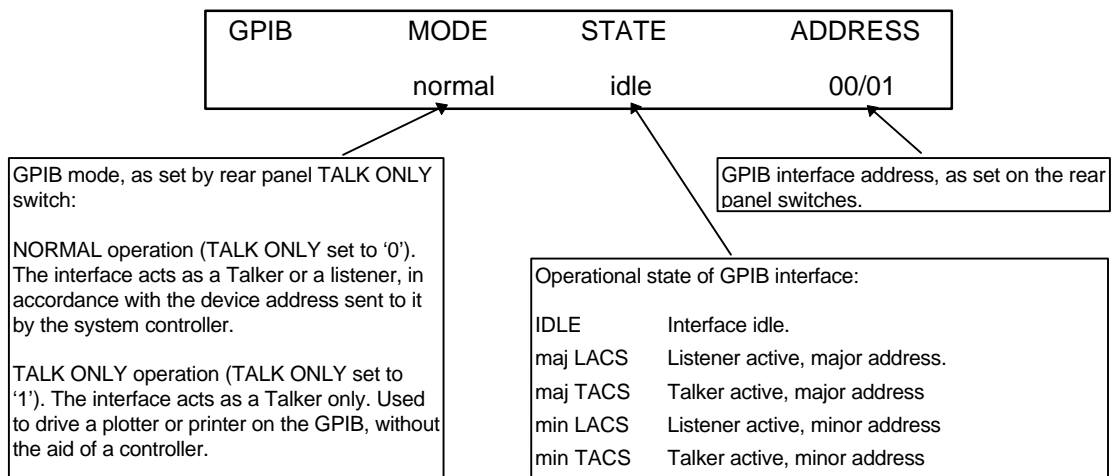 GPIB MODE STATE ADDRESS
normal idle 00/01
GPIB mode, as set by rear panel TALK ONLY
switch:
NORMAL operation (TALK ONLY set to ‘0’).
The interface acts as a Talker or a listener, in
accordance with the device address sent to it
by the system controller.
TALK ONLY operation (TALK ONLY set to
‘1’). The interface acts as a Talker only. Used
to drive a plotter or printer on the GPIB, without
the aid of a controller.
GPIB interface address, as set on the rear
panel switches.
Operational state of GPIB interface:
IDLE Interface idle.
maj LACS Listener active, major address.
maj TACS Talker active, major address
min LACS Listener active, minor address
min TACS Talker active, minor address